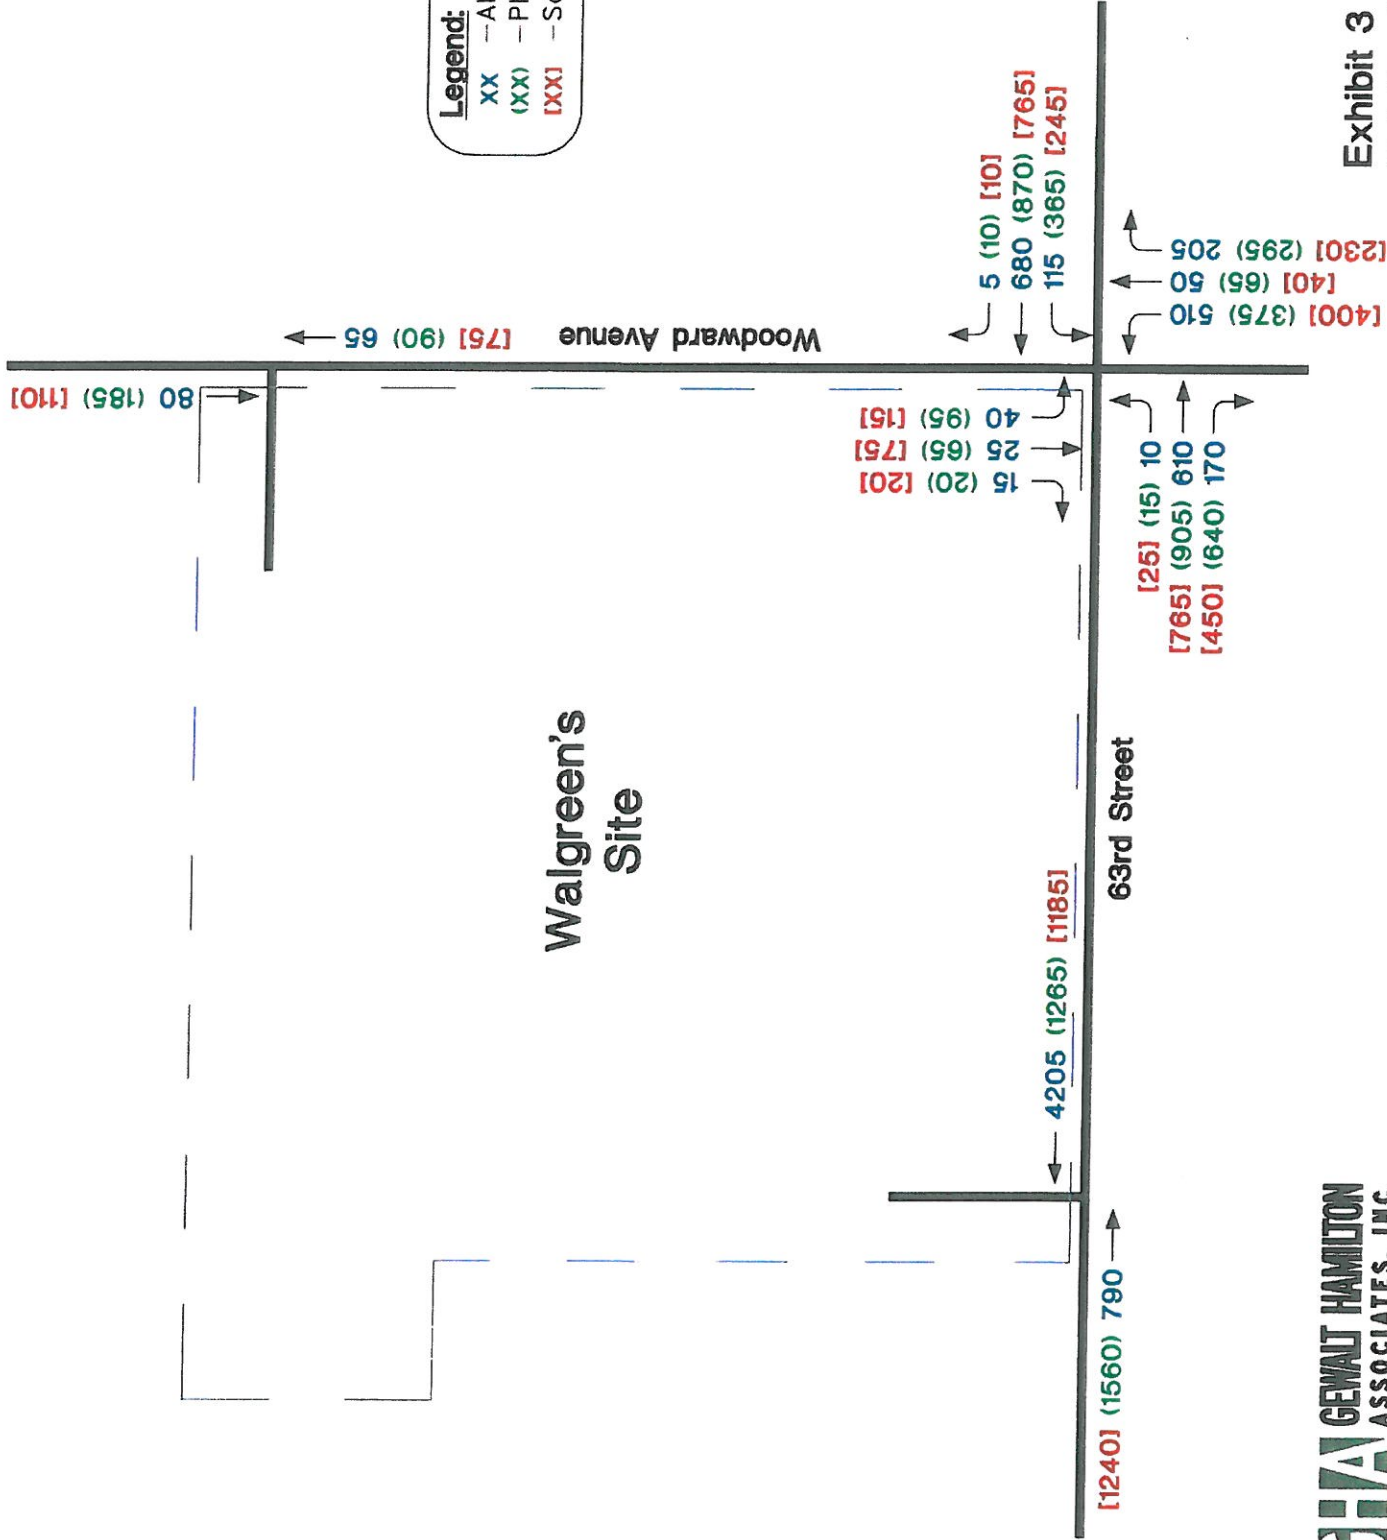 Legend:
XX
(XX)
[XX]
80 (185) [110]
65 (90) [75]
Woodward Avenue
5 (10) [10]
680 (870) [765]
115 (365) [245]
40 (95) [15]
25 (65) [75]
15 (20) [20]
Walgreen's
Site
4205 (1265) [1185]
63rd Street
[1240] (1560) 790
[25] (15) 10
[765] (905) 610
[450] (640) 170
510 (375) [400]
50 (65) [40]
205 (295) [230]
GEWALT HAMILTON
ASSOCIATES, INC
Exhibit 3